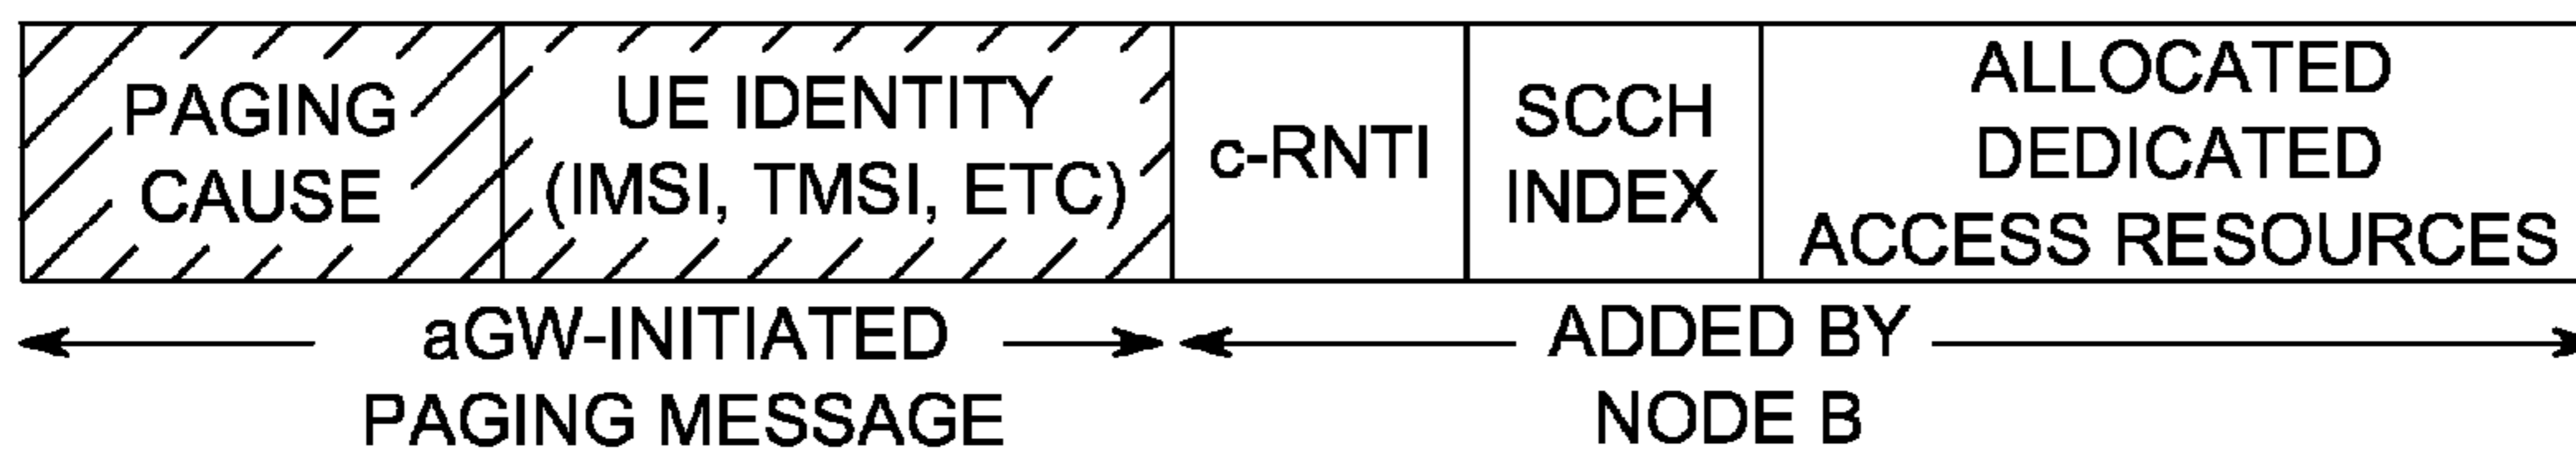 PAGING
CAUSE
UE IDENTITY
(IMSI, TMSI, ETC)
c-RNTI
SCCH
INDEX
ALLOCATED
DEDICATED
ACCESS RESOURCES
aGW-INITIATED
PAGING MESSAGE
ADDED BY
NODE B